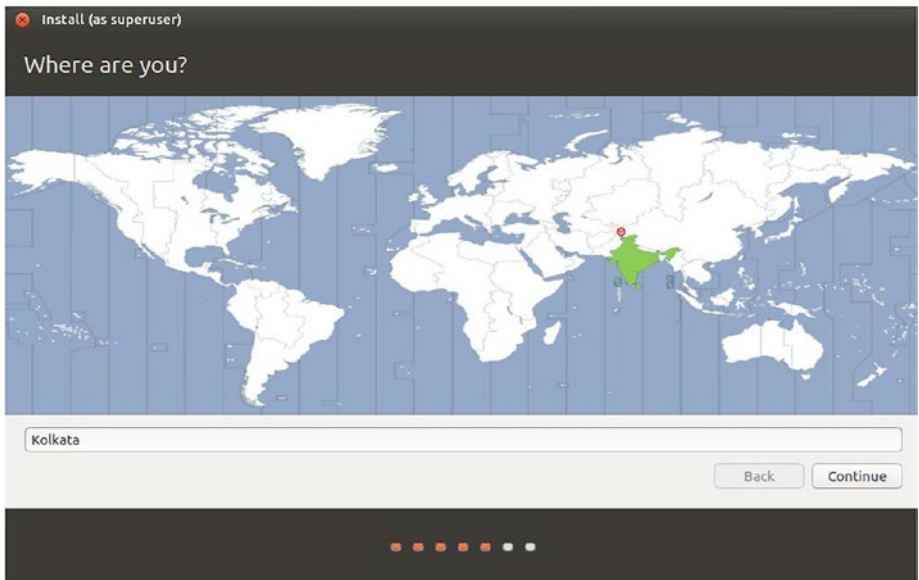 Install (as superuser)
Where are you?
Kolkata
Back
Continue